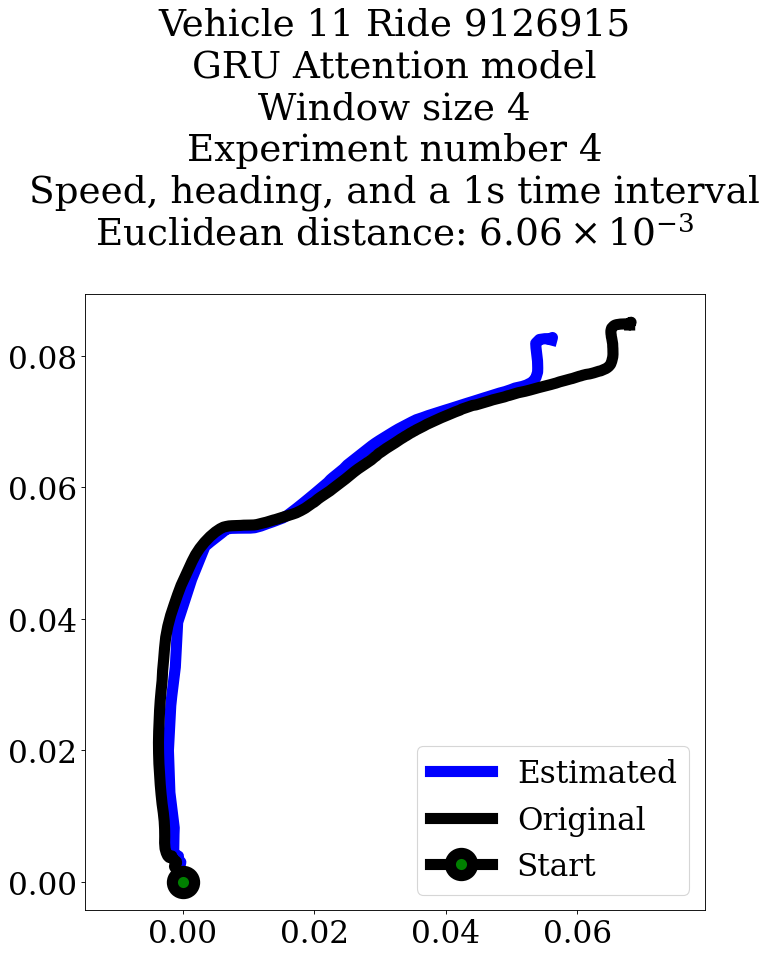 Vehicle 11 Ride 9126915
GRU Attention model
Window size 4
Experiment number 4
Speed, heading, and a 1s time interval
Euclidean distance: 6.06 × 10⁻³
0.08
0.06
0.04
0.02
0.00
0.00 0.02 0.04 0.06
Estimated
Original
Start